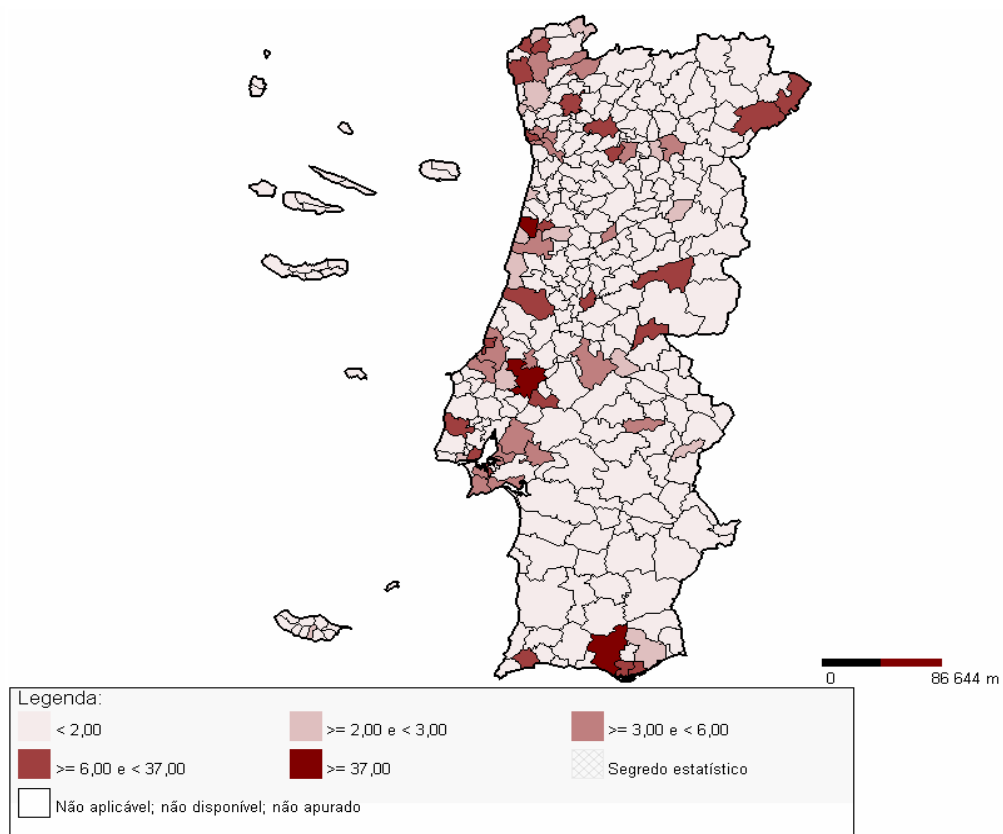 0 86 644 m
Legenda:
< 2,00 >= 2,00 e < 3,00 >= 3,00 e < 6,00
>= 6,00 e < 37,00 >= 37,00 Segredo estatístico
Não aplicável; não disponível; não apurado